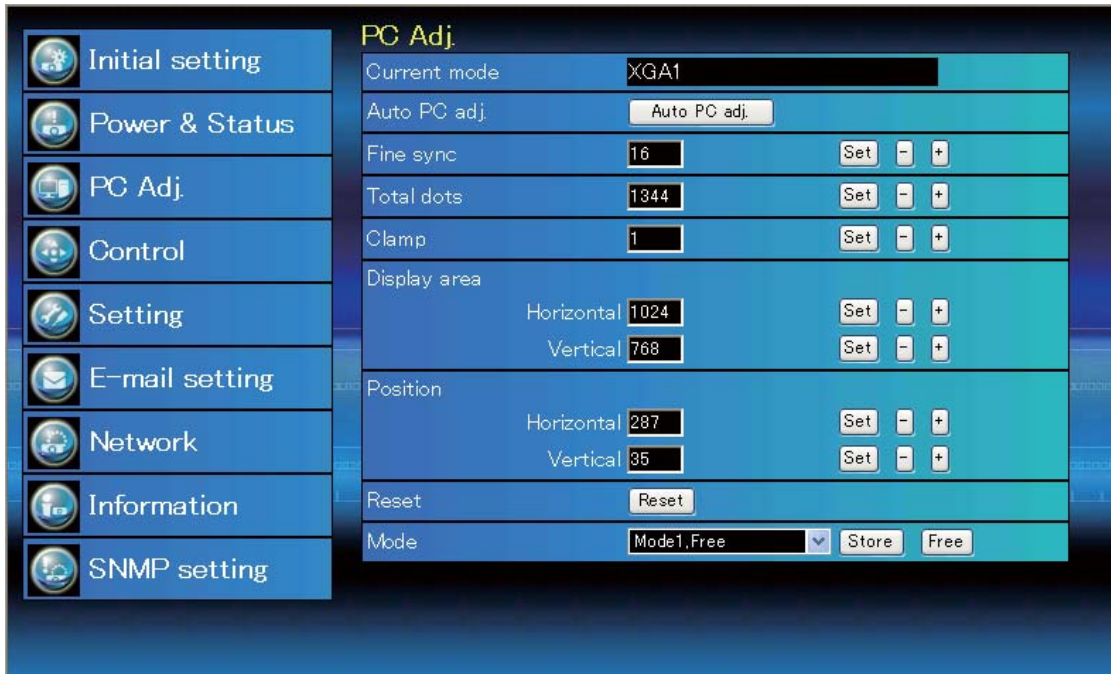 Initial setting
Power & Status
PC Adj.
Control
Setting
E-mail setting
Network
Information
SNMP setting
PC Adj.
Current mode XGA1
Auto PC adj. Auto PC adj.
Fine sync 16 Set - +
Total dots 1344 Set - +
Clamp 1 Set - +
Display area
Horizontal 1024 Set - +
Vertical 768 Set - +
Position
Horizontal 287 Set - +
Vertical 35 Set - +
Reset Reset
Mode Mode1,Free Store Free